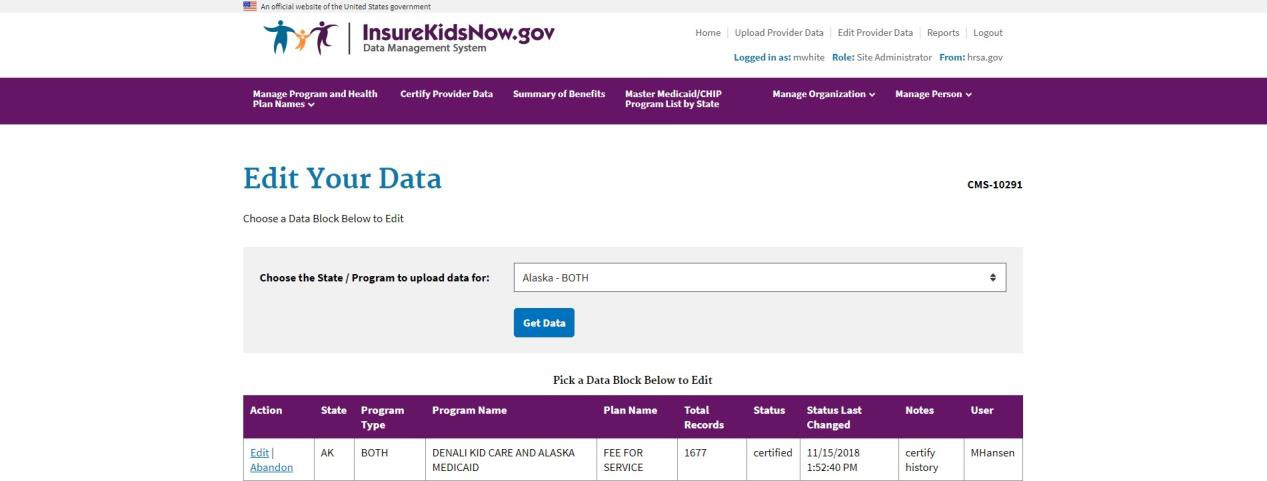 An official website of the United States government
InsureKidsNow.gov
Data Management System
Home | Upload Provider Data | Edit Provider Data | Reports | Logout
Logged in as: mwhite Role: Site Administrator From: hrsa.gov
Manage Program and Health Plan Names Certify Provider Data Summary of Benefits Master Medicaid/CHIP Program List by State Manage Organization Manage Person
Edit Your Data
CMS-10291
Choose a Data Block Below to Edit
Choose the State / Program to upload data for: Alaska - BOTH
Get Data
Pick a Data Block Below to Edit
Action State Program Type Program Name Plan Name Total Records Status Status Last Changed Notes User
Edit | Abandon AK BOTH DENALI KID CARE AND ALASKA MEDICAID FEE FOR SERVICE 1677 certified 11/15/2018 1:52:40 PM certify history MHansen